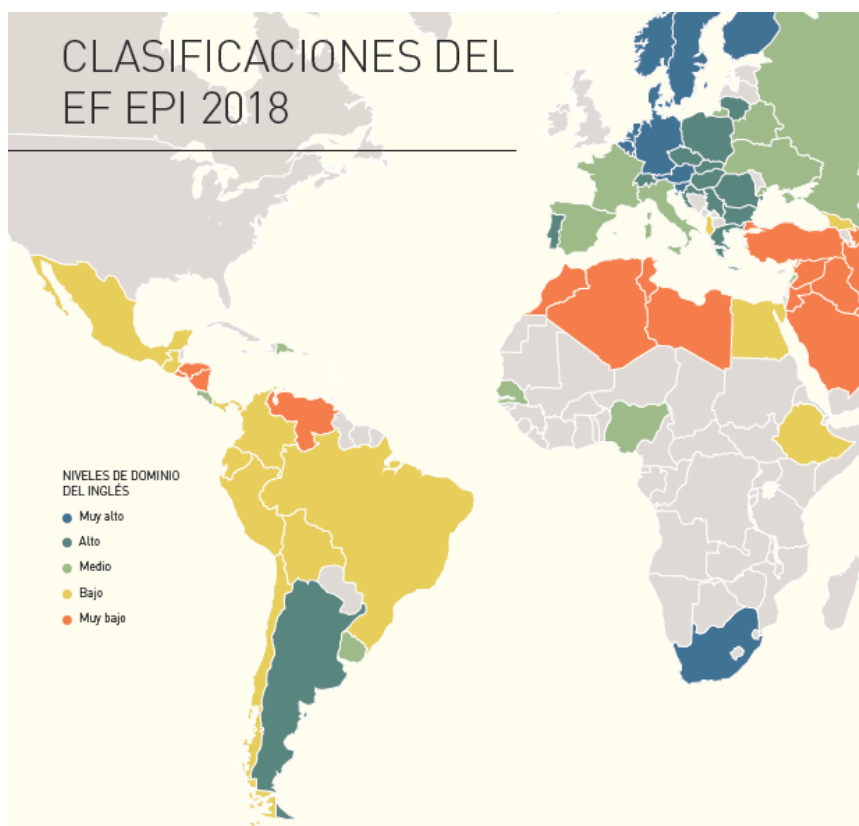 CLASIFICACIONES DEL
EF EPI 2018
NIVELES DE DOMINIO
DEL INGLÉS
Muy alto
Alto
Medio
Bajo
Muy bajo